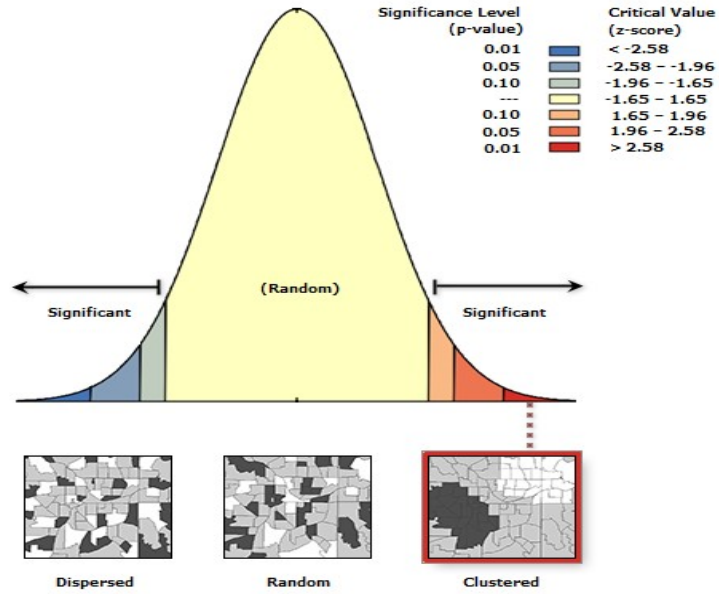 Significance Level Critical Value
(p-value) (z-score)
0.01 < -2.58
0.05 -2.58 – -1.96
0.10 -1.96 – -1.65
--- -1.65 – 1.65
0.10 1.65 – 1.96
0.05 1.96 – 2.58
0.01 > 2.58
(Random)
Significant Significant
Dispersed Random Clustered